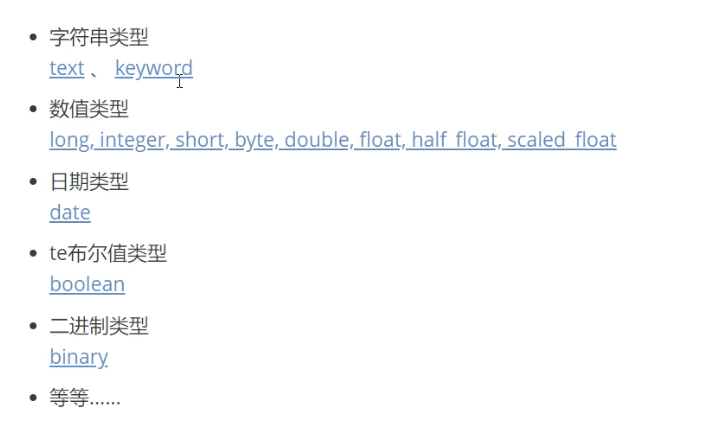 字符串类型
text 、 keyword
数值类型
long, integer, short, byte, double, float, half_float, scaled_float
日期类型
date
te布尔值类型
boolean
二进制类型
binary
等等......